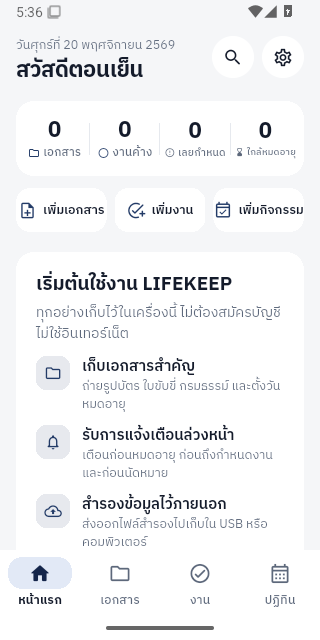 5:36
วันศุกร์ที่ 20 พฤศจิกายน 2569
สวัสดีตอนเย็น
0 0 0 0
เอกสาร งานค้าง เลยกำหนด ใกล้หมดอายุ
เพิ่มเอกสาร เพิ่มงาน เพิ่มกิจกรรม
เริ่มต้นใช้งาน LIFEKEEP
ทุกอย่างเก็บไว้ในเครื่องนี้ ไม่ต้องสมัครบัญชี
ไม่ใช้อินเทอร์เน็ต
เก็บเอกสารสำคัญ
ถ่ายรูปบัตร ใบขับขี่ กรมธรรม์ และตั้งวัน
หมดอายุ
รับการแจ้งเตือนล่วงหน้า
เตือนก่อนหมดอายุ ก่อนถึงกำหนดงาน
และก่อนนัดหมาย
สำรองข้อมูลไว้ภายนอก
ส่งออกไฟล์สำรองไปเก็บใน USB หรือ
คอมพิวเตอร์
หน้าแรก เอกสาร งาน ปฏิทิน